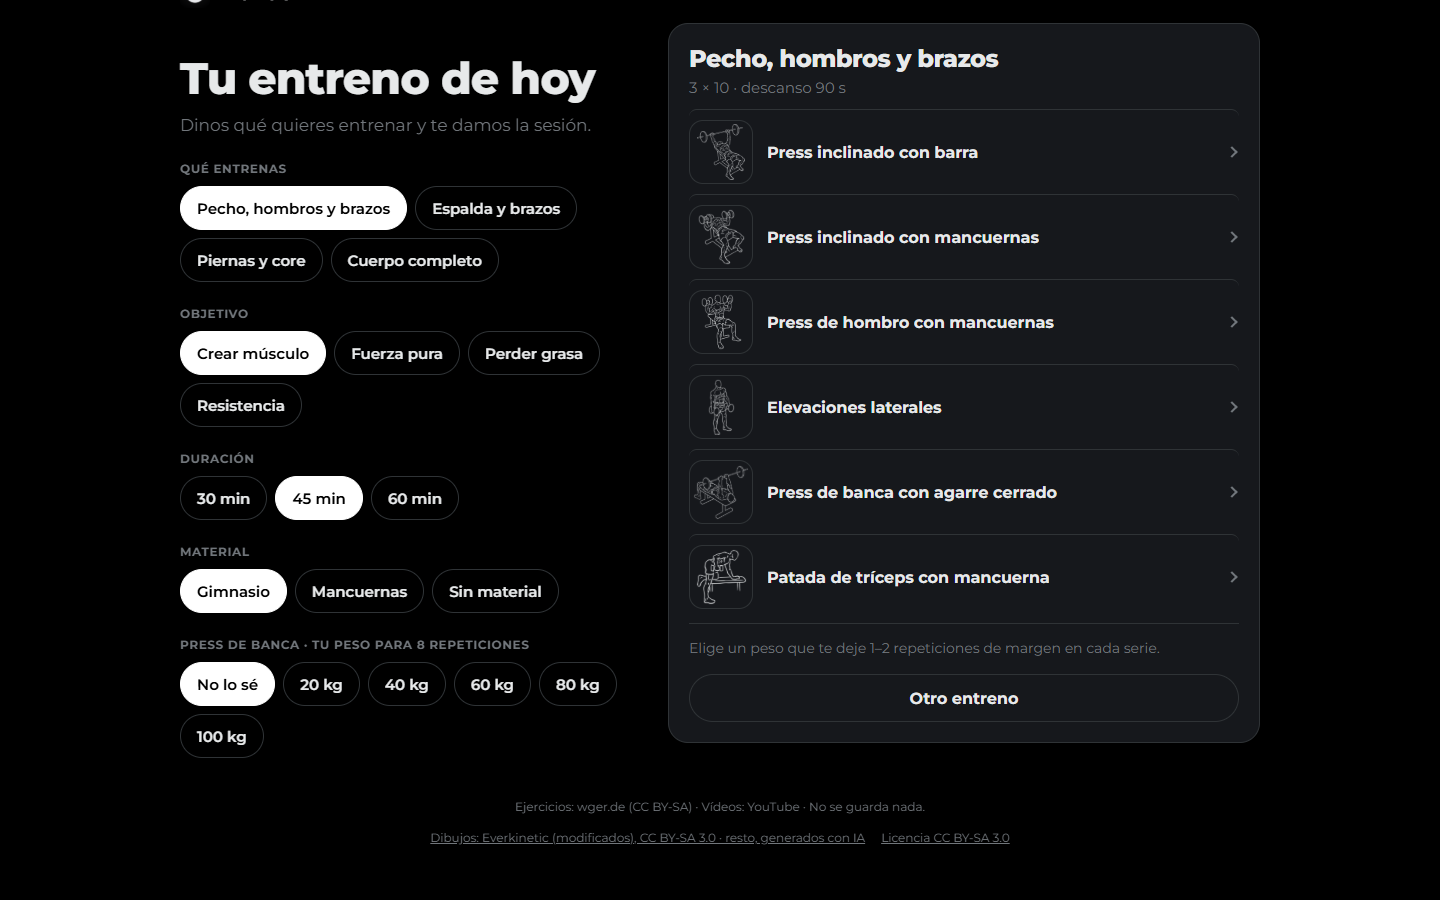 Tu entreno de hoy
Dinos qué quieres entrenar y te damos la sesión.
QUÉ ENTRENAS
Pecho, hombros y brazos
Espalda y brazos
Piernas y core
Cuerpo completo
OBJETIVO
Crear músculo
Fuerza pura
Perder grasa
Resistencia
DURACIÓN
30 min
45 min
60 min
MATERIAL
Gimnasio
Mancuernas
Sin material
PRESS DE BANCA · TU PESO PARA 8 REPETICIONES
No lo sé
20 kg
40 kg
60 kg
80 kg
100 kg
Pecho, hombros y brazos
3 × 10 · descanso 90 s
Press inclinado con barra
Press inclinado con mancuernas
Press de hombro con mancuernas
Elevaciones laterales
Press de banca con agarre cerrado
Patada de tríceps con mancuerna
Elige un peso que te deje 1–2 repeticiones de margen en cada serie.
Otro entreno
Ejercicios: wger.de (CC BY-SA) · Vídeos: YouTube · No se guarda nada.
Dibujos: Everkinetic (modificados), CC BY-SA 3.0 · resto, generados con IA
Licencia CC BY-SA 3.0